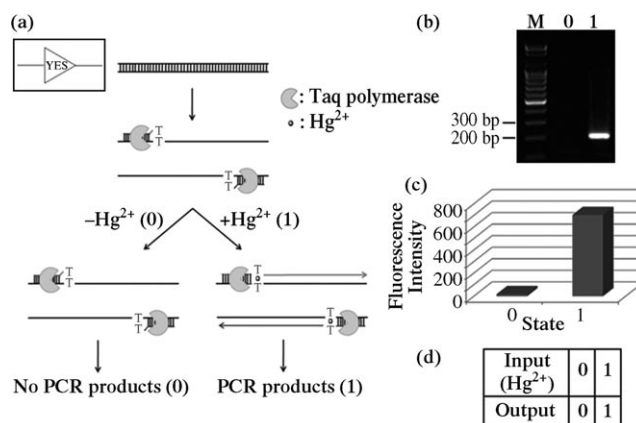 (a)
YES
: Taq polymerase
: Hg²⁺
T
T
T
T
–Hg²⁺ (0)
+Hg²⁺ (1)
T
T
T
T
T
T
T
T
No PCR products (0)
PCR products (1)
(b)
M 0 1
300 bp
200 bp
(c)
Fluorescence
Intensity
800
600
400
200
0
0 1
State
(d)
Input 0 1
(Hg²⁺)
Output 0 1